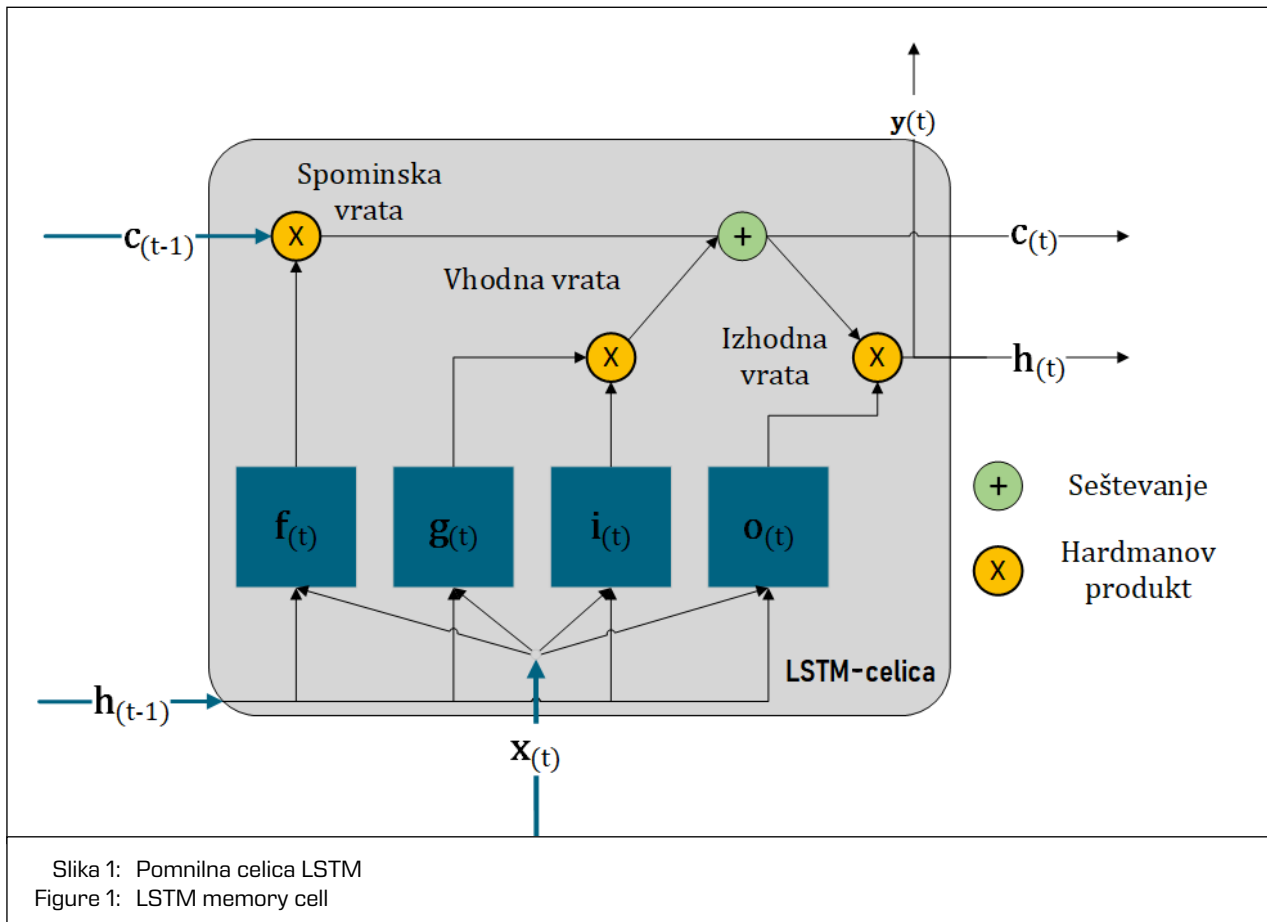 y(t)
Spominska
vrata
c(t-1)
X
+
c(t)
Vhodna vrata
X
Izhodna
vrata
X
h(t)
f(t)
g(t)
i(t)
o(t)
+
Seštevanje
X
Hardmanov
produkt
LSTM-celica
h(t-1)
x(t)
Slika 1: Pomnilna celica LSTM
Figure 1: LSTM memory cell